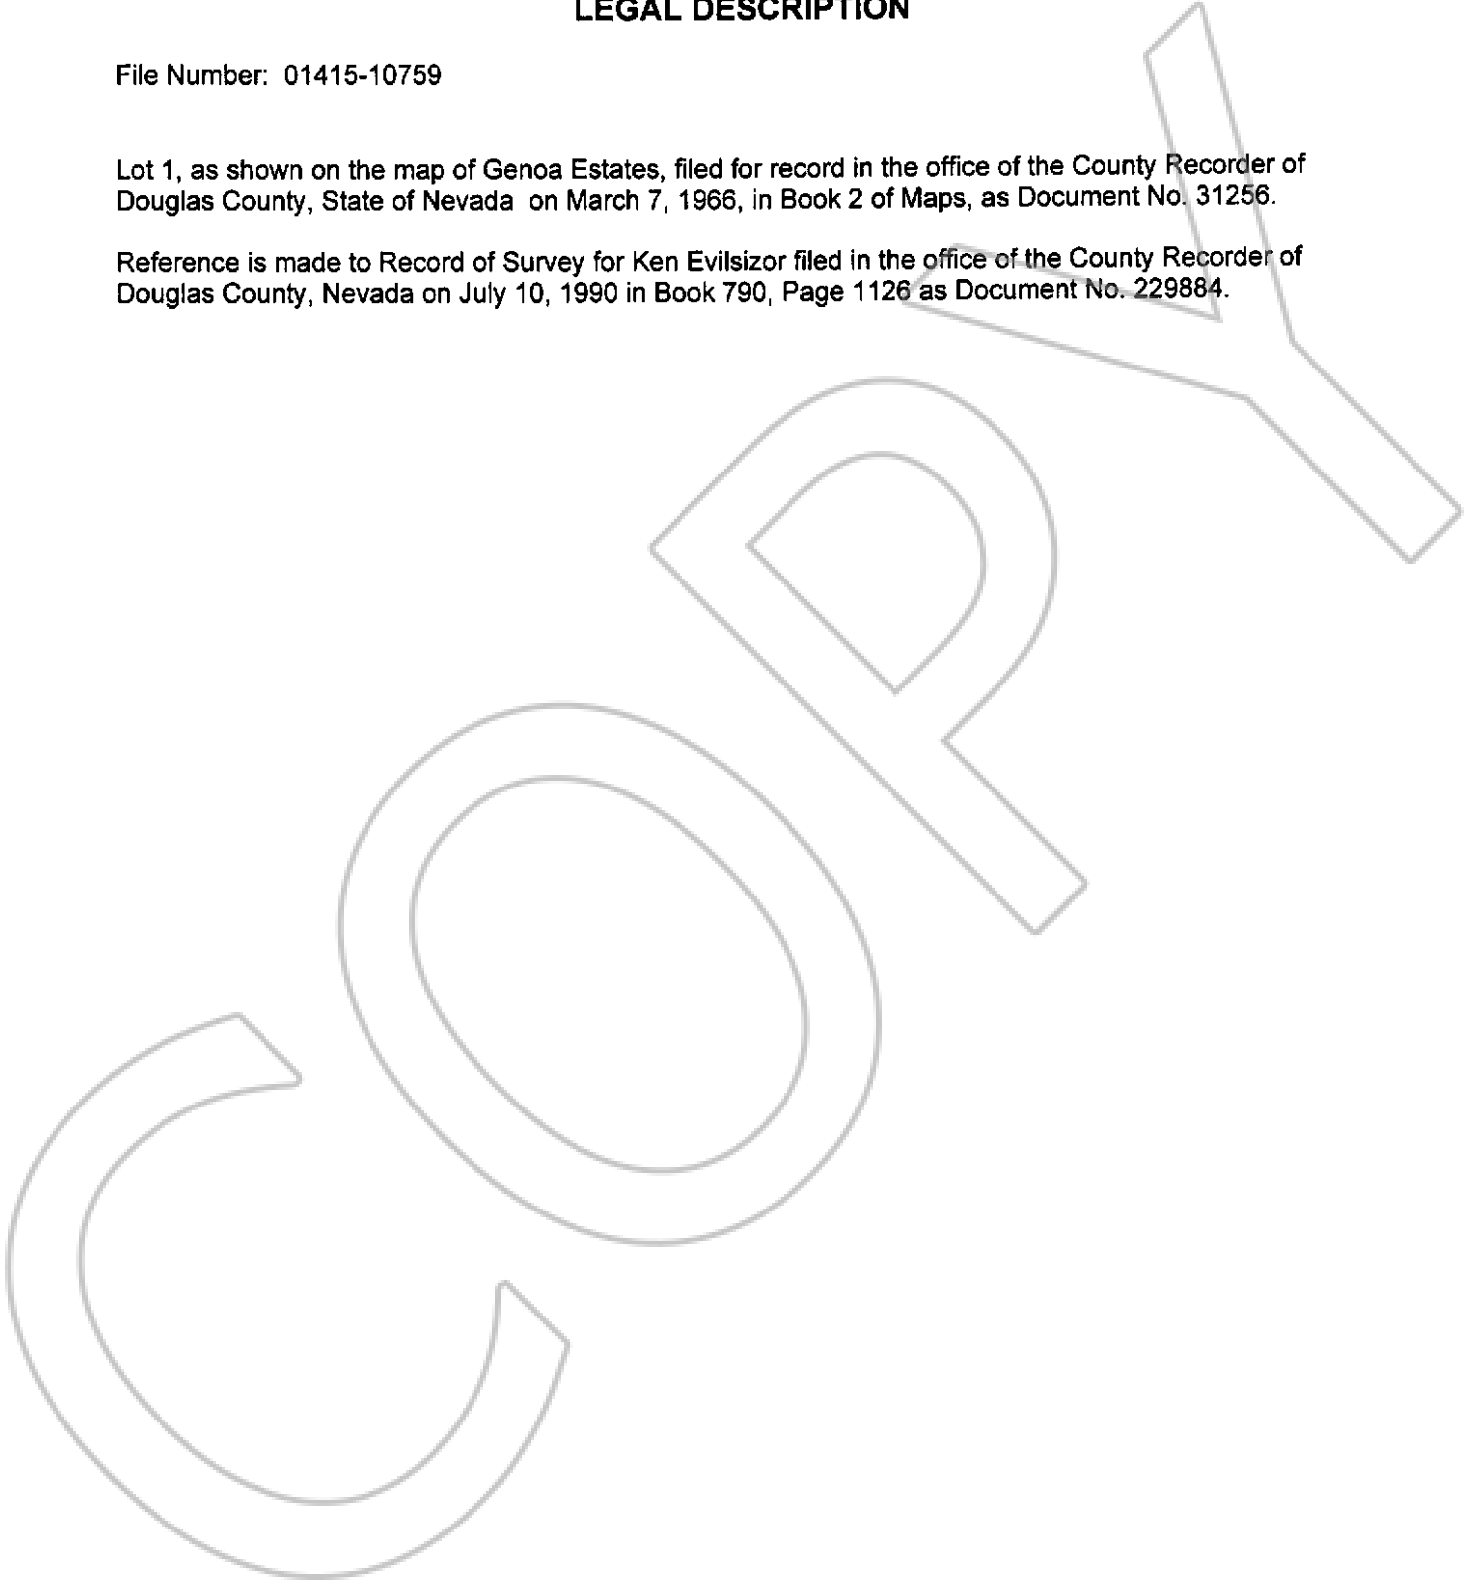 LEGAL DESCRIPTION
File Number: 01415-10759
Lot 1, as shown on the map of Genoa Estates, filed for record in the office of the County Recorder of
Douglas County, State of Nevada on March 7, 1966, in Book 2 of Maps, as Document No. 31256.
Reference is made to Record of Survey for Ken Evilsizor filed in the office of the County Recorder of
Douglas County, Nevada on July 10, 1990 in Book 790, Page 1126 as Document No. 229884.
COPY